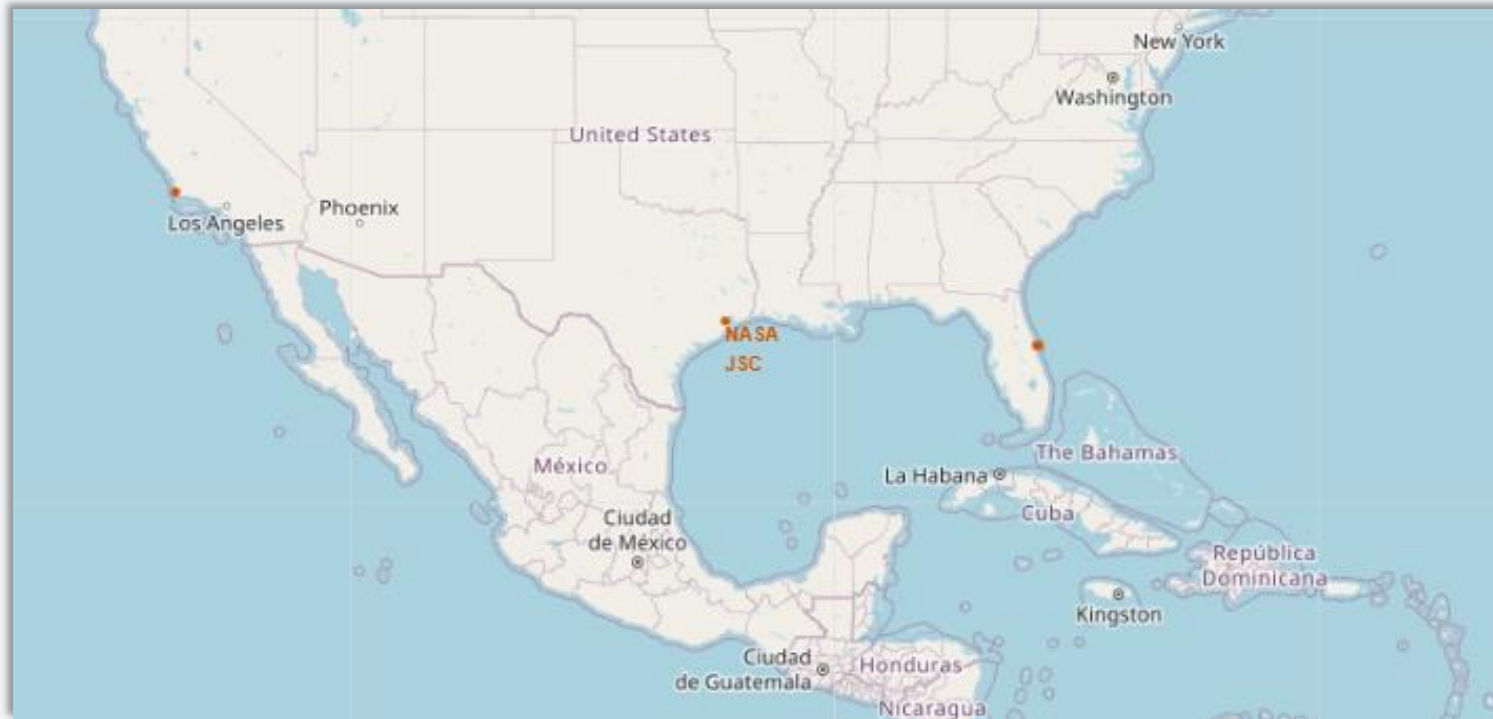 New York
Washington
United States
Phoenix
Los Angeles
NASA
JSC
The Bahamas
México
La Habana
Cuba
Ciudad
de México
República
Dominicana
Kingston
Ciudad
de Guatemala
Honduras
Nicaragua